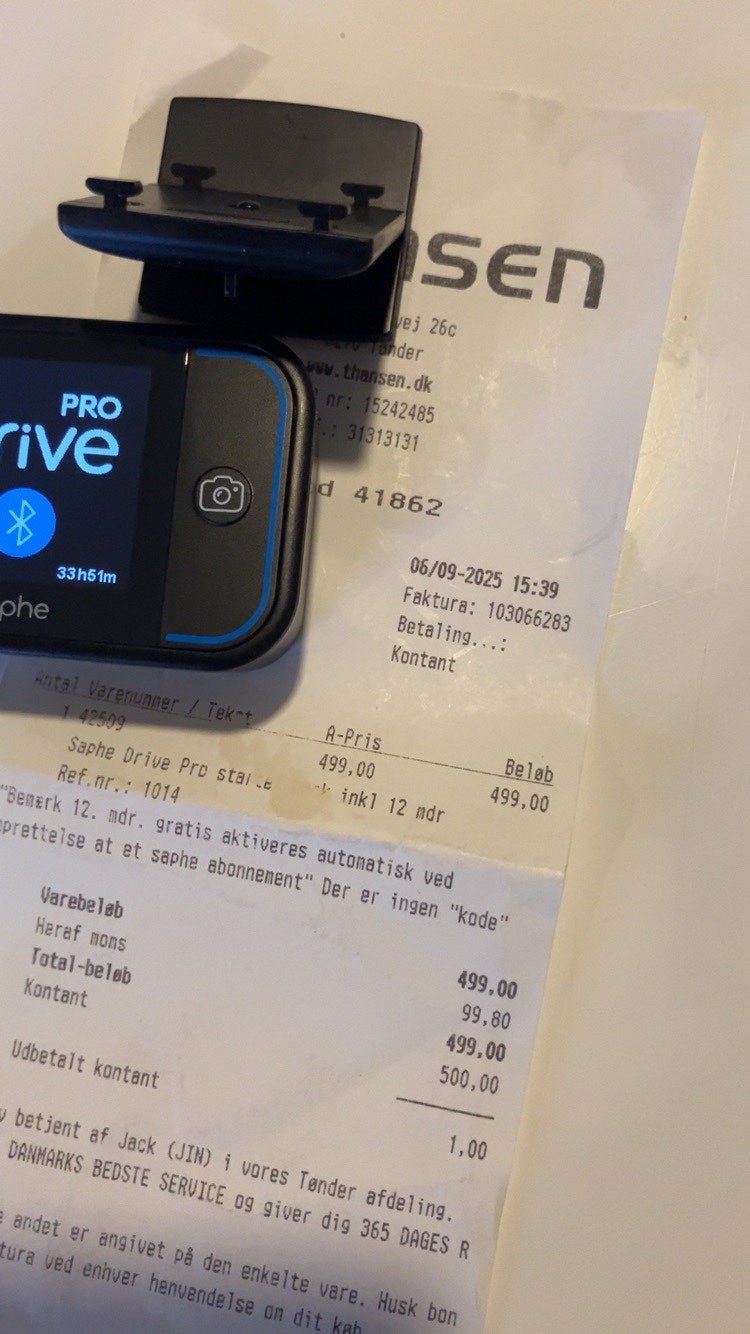 nsen
vej 26c
Tønder
www.thansen.dk
nr: 15242485
.: 31313131
PRO
rive
d 41862
33h51m
phe
06/09-2025 15:39
Faktura: 103066283
Betaling...:
Kontant
Antal Varenummer / Tekst
A-Pris
Beløb
1 42509
499,00
499,00
Saphe Drive Pro inkl 12 mdr
Ref.nr.: 1014
"Bemærk 12. mdr. gratis aktiveres automatisk ved
prettelse at et saphe abonnement" Der er ingen "kode"
Varebeløb
499,00
Heraf moms
99,80
Total-beløb
499,00
Kontant
500,00
Udbetalt kontant
1,00
v betjent af Jack (JIN) i vores Tønder afdeling.
DANMARKS BEDSTE SERVICE og giver dig 365 DAGES R
e andet er angivet på den enkelte vare. Husk bon
tura ved enhver henvendelse om dit køb